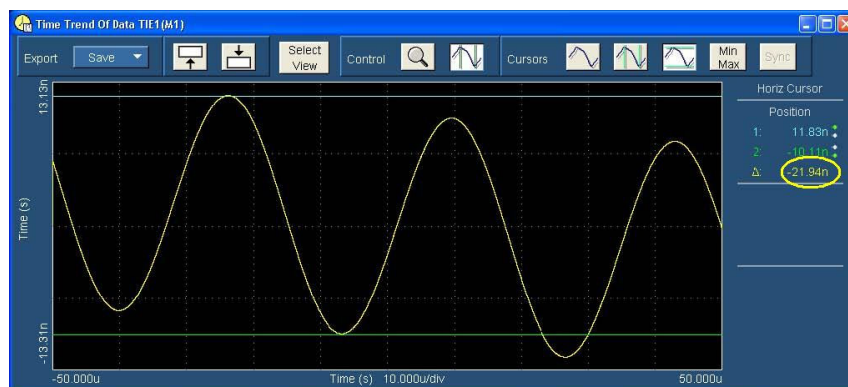 Time Trend Of Data TIE1(M1)
Export Save Select View Control Cursors Min Max Sync
13.13n
Time (s)
-13.31n
-50.000u Time (s) 10.000u/div 50.000u
Horiz Cursor
Position
1: 11.83n
2: -10.11n
Δ: -21.94n